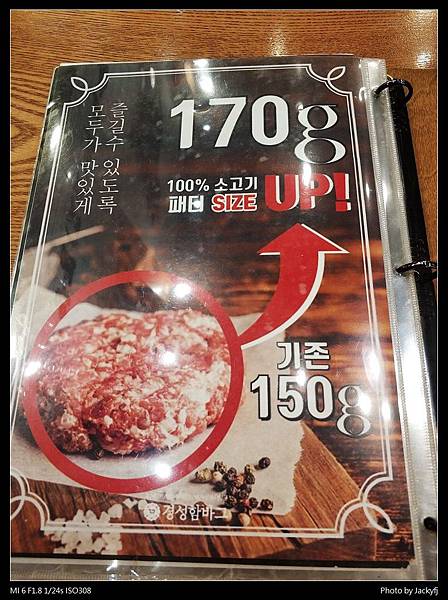 즐길수 있도록
모두가 맛있게
170g
100% 소고기
패티 SIZE UP!
기존
150g
경성함바그
MI 6 F1.8 1/24s ISO308
Photo by Jackyfj